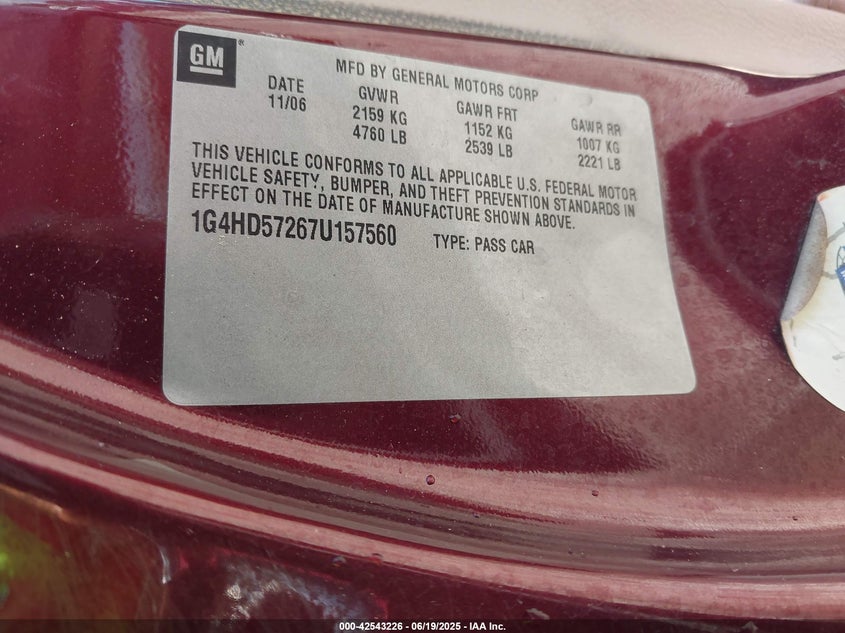 GM
®
MFD BY GENERAL MOTORS CORP
DATE GVWR GAWR FRT GAWR RR
11/06 2159 KG 1152 KG 1007 KG
4760 LB 2539 LB 2221 LB
THIS VEHICLE CONFORMS TO ALL APPLICABLE U.S. FEDERAL MOTOR
VEHICLE SAFETY, BUMPER, AND THEFT PREVENTION STANDARDS IN
EFFECT ON THE DATE OF MANUFACTURE SHOWN ABOVE.
1G4HD57267U157560 TYPE: PASS CAR
000-42543226 - 06/19/2025 - IAA Inc.